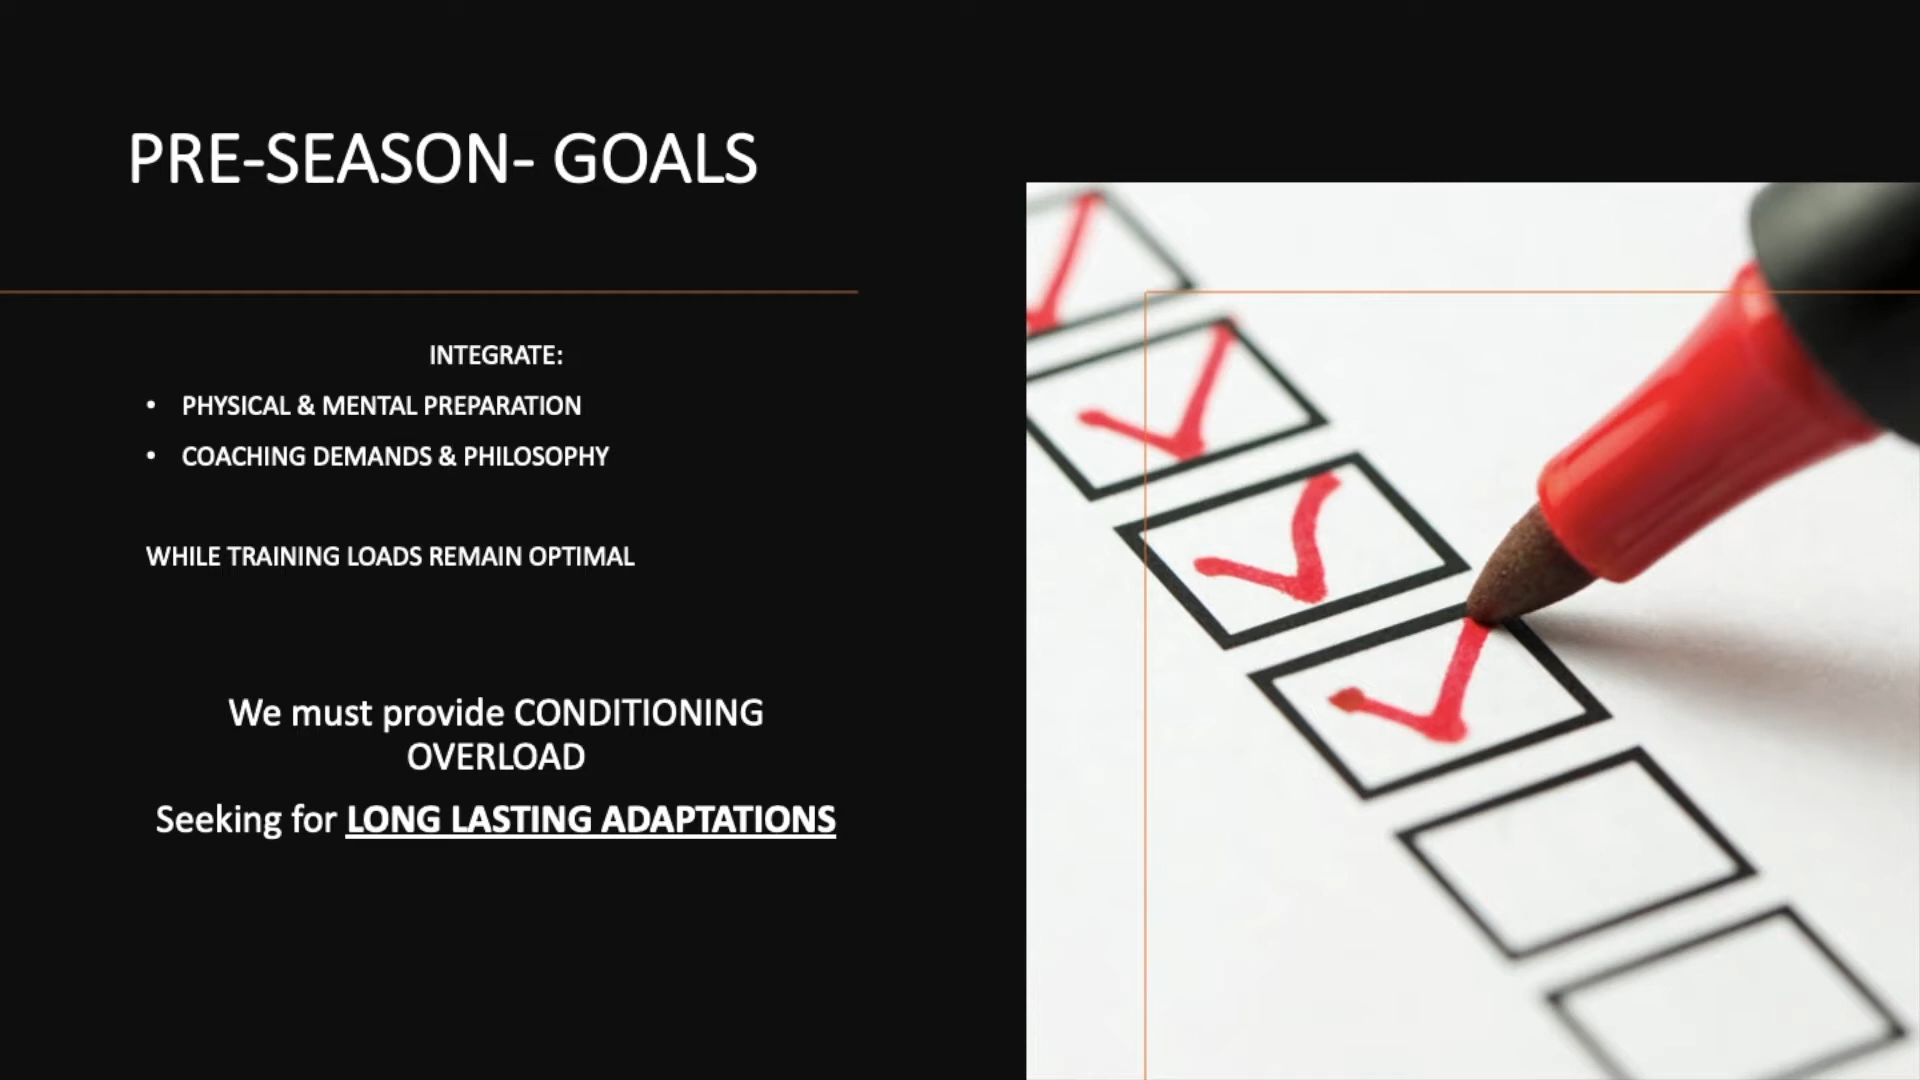 PRE-SEASON- GOALS
INTEGRATE:
• PHYSICAL & MENTAL PREPARATION
• COACHING DEMANDS & PHILOSOPHY
WHILE TRAINING LOADS REMAIN OPTIMAL
We must provide CONDITIONING
OVERLOAD
Seeking for LONG LASTING ADAPTATIONS